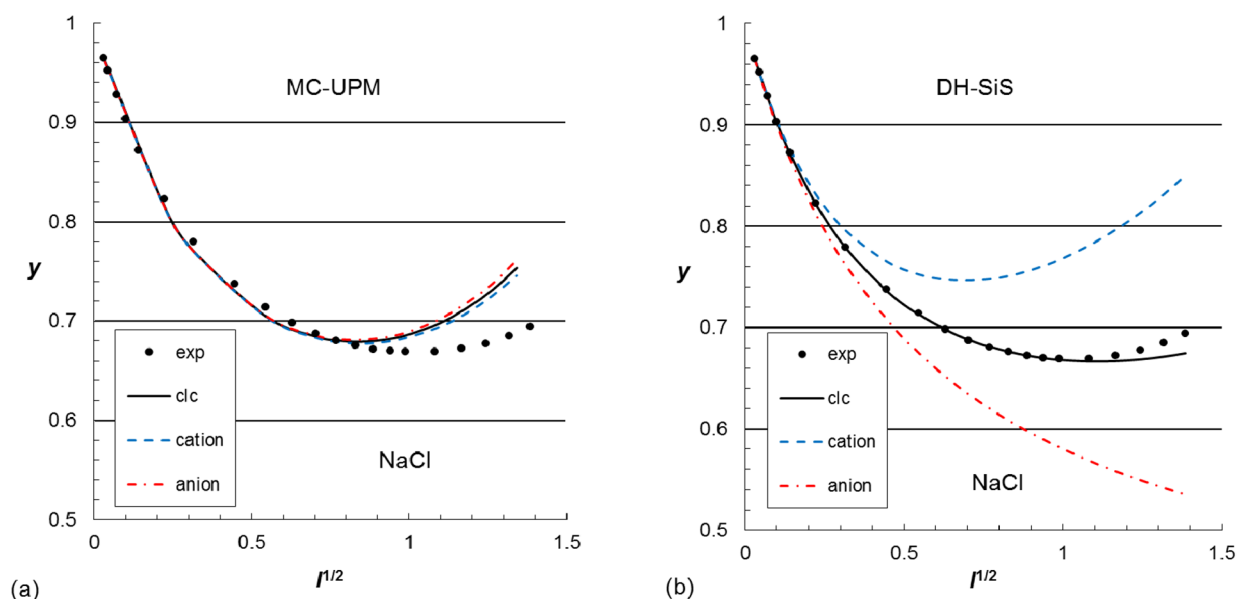 1
0.9
0.8
0.7
0.6
0.5
y
MC-UPM
exp
clc
cation
anion
NaCl
0
0.5
1
1.5
I1/2
(a)
1
0.9
0.8
0.7
0.6
0.5
y
DH-SiS
exp
clc
cation
anion
NaCl
0
0.5
1
1.5
I1/2
(b)